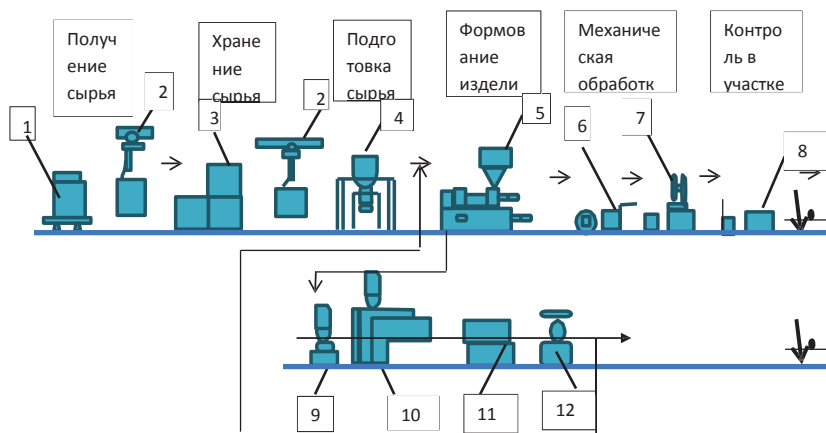 Получ
ение
сырья
Хране
ние
сырья
Подго
товка
сырья
Формов
ание
издели
Механиче
ская
обработк
Контро
ль в
участке
1
2
3
2
4
5
6
7
8
9
10
11
12